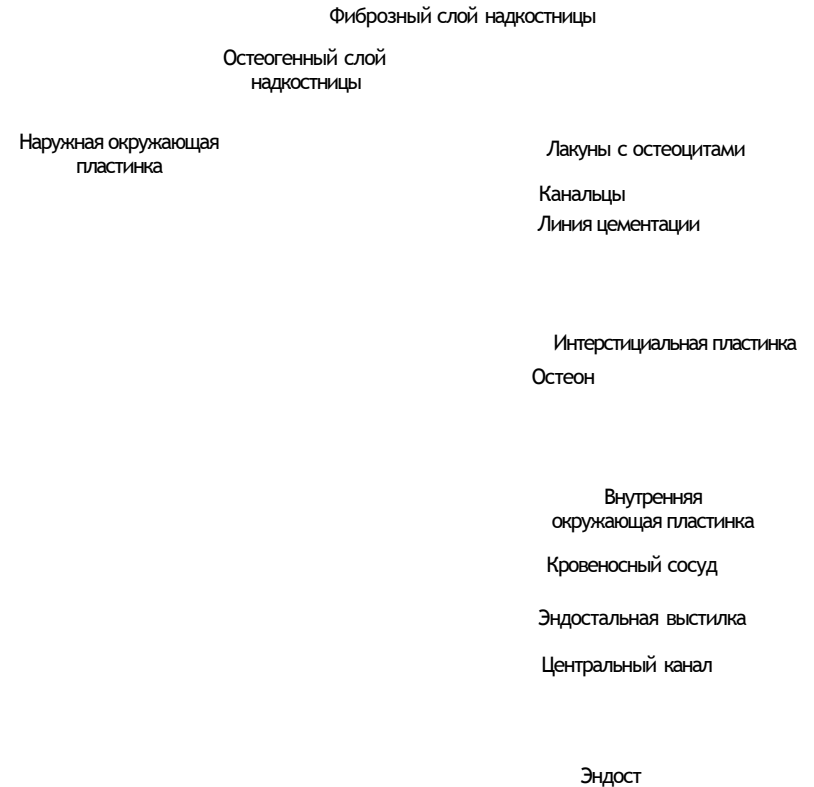 Фиброзный слой надкостницы
Остеогенный слой
надкостницы
Наружная окружающая
пластинка
Лакуны с остеоцитами
Канальцы
Линия цементации
Интерстициальная пластинка
Остеон
Внутренняя
окружающая пластинка
Кровеносный сосуд
Эндостальная выстилка
Центральный канал
Эндост